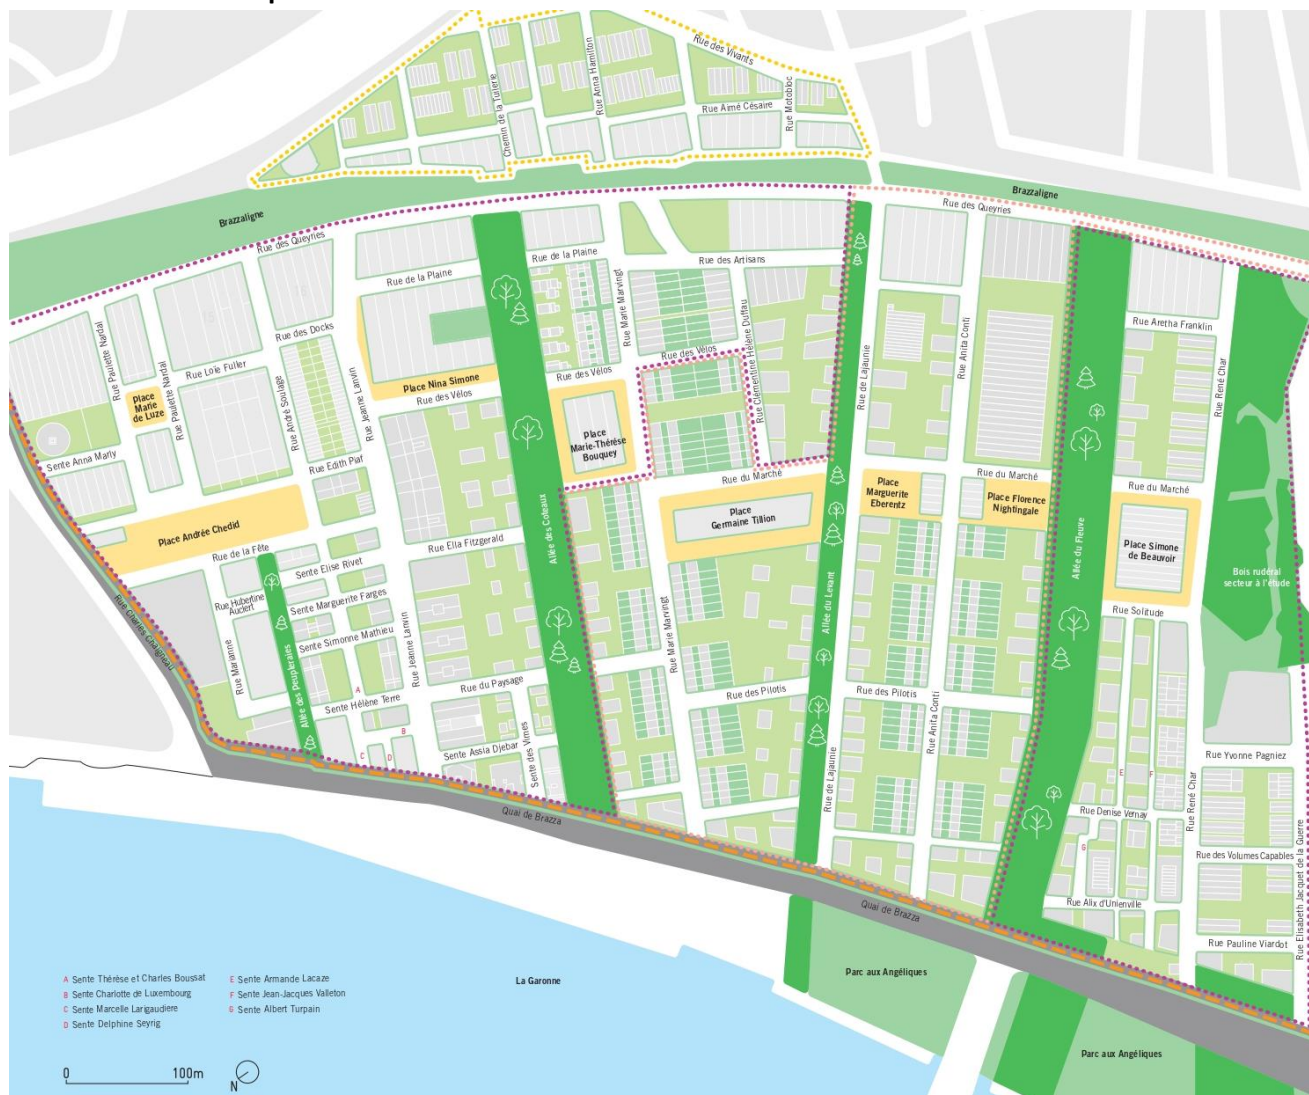 Rue des Vivants
Rue Anna Hamilton
Chemin de la Tuilerie
Rue Aimé Césaire
Rue Motobloc
Brazzaligne
Brazzaligne
Rue des Queyries
Rue des Queyries
Rue de la Plaine
Rue de la Plaine
Rue des Artisans
Rue Marie Marvingt
Rue Clémentine Hélène Duffau
Rue Paulette Nardal
Rue Paulette Nardal
Rue des Docks
Rue Loïe Fuller
Rue Aretha Franklin
Rue de Lajaunie
Rue Anita Conti
Rue René Char
Rue des Vélos
Rue des Vélos
Rue des Vélos
Place Nina Simone
Place
Marie
de Luze
Rue André Soulage
Rue Jeanne Lanvin
Place
Marie-Thérèse
Bouquey
Sente Anna Marly
Rue Edith Piaf
Rue du Marché
Rue du Marché
Rue du Marché
Place
Marguerite
Eberentz
Place Florence
Nightingale
Place
Germaine Tillion
Place Andrée Chedid
Rue Ella Fitzgerald
Allée des Coteaux
Allée du Fleuve
Place Simone
de Beauvoir
Rue de la Fête
Sente Elise Rivet
Bois rudéral
secteur à l'étude
Rue Hubertine
Auclert
Sente Marguerite Farges
Rue Solitude
Allée du Levant
Rue Charles Chaigneau
Sente Simonne Mathieu
Rue Marianne
Allée des Peupleraies
Rue Jeanne Lanvin
Rue Marie Marvingt
Rue du Paysage
Rue des Pilotis
Rue des Pilotis
A
Sente Hélène Terre
B
Rue Anita Conti
C
D
Sente Assia Djebar
Sente des Vimes
Rue de Lajaunie
Rue Yvonne Pagniez
E
F
Rue René Char
Quai de Brazza
Rue Denise Vernay
G
Rue des Volumes Capables
Rue Elisabeth Jacquet de la Guerre
Rue Alix d'Unienville
Quai de Brazza
Rue Pauline Viardot
Parc aux Angéliques
La Garonne
A Sente Thérèse et Charles Boussat
B Sente Charlotte de Luxembourg
C Sente Marcelle Larigaudière
D Sente Delphine Seyrig
E Sente Armande Lacaze
F Sente Jean-Jacques Valleton
G Sente Albert Turpain
Parc aux Angéliques
0 100m
N